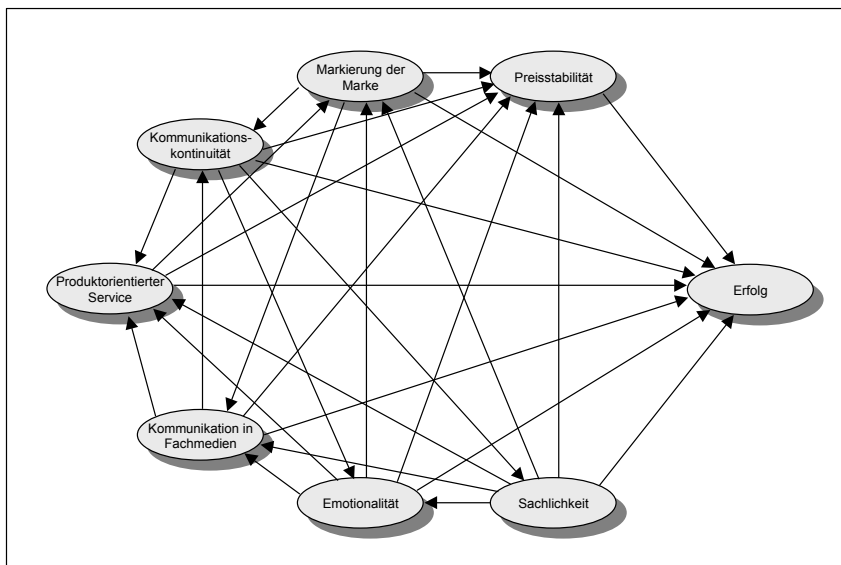 Markierung der
Marke
Preisstabilität
Kommunikations-
kontinuität
Produktorientierter
Service
Erfolg
Kommunikation in
Fachmedien
Emotionalität
Sachlichkeit